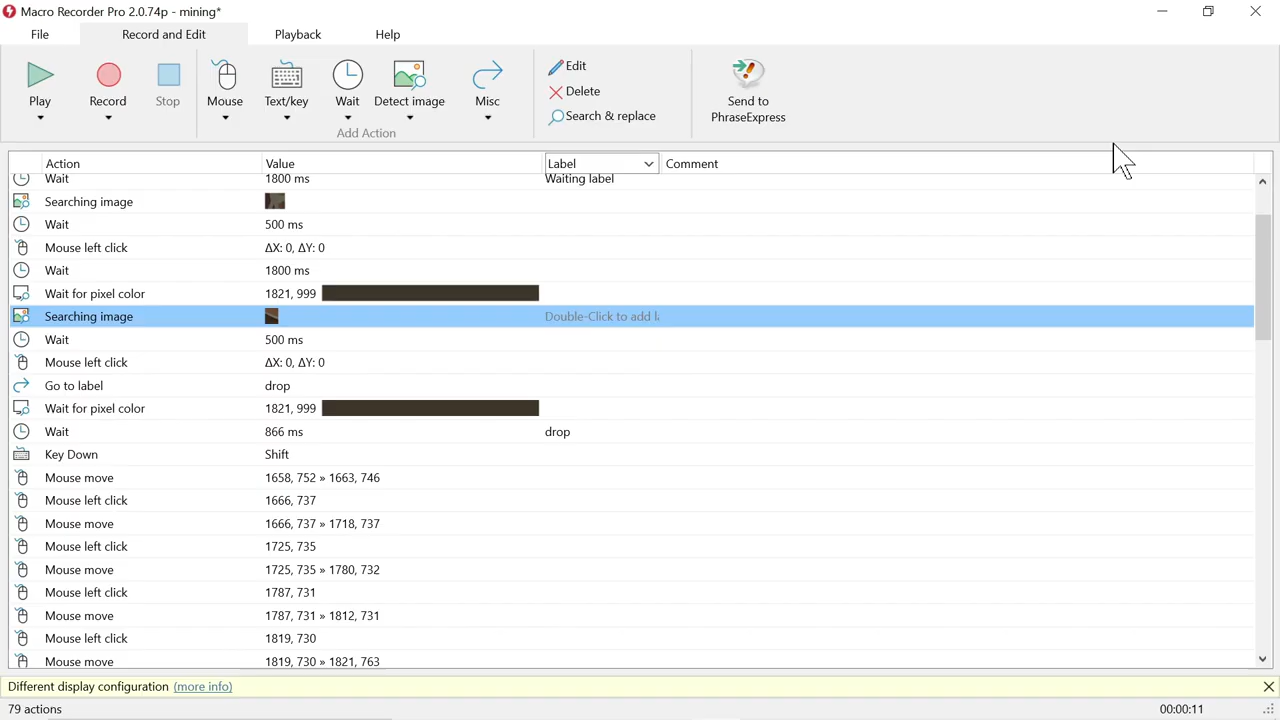 Macro Recorder Pro 2.0.74p - mining*
File Record and Edit Playback Help
Play Record Stop Mouse Text/key Wait Detect image Misc
Add Action
Edit
Delete
Search & replace
Send to
PhraseExpress
Action Value Label Comment
Wait 1800 ms Waiting label
Searching image
Wait 500 ms
Mouse left click ΔX: 0, ΔY: 0
Wait 1800 ms
Wait for pixel color 1821, 999
Searching image Double-Click to add l
Wait 500 ms
Mouse left click ΔX: 0, ΔY: 0
Go to label drop
Wait for pixel color 1821, 999
Wait 866 ms drop
Key Down Shift
Mouse move 1658, 752 » 1663, 746
Mouse left click 1666, 737
Mouse move 1666, 737 » 1718, 737
Mouse left click 1725, 735
Mouse move 1725, 735 » 1780, 732
Mouse left click 1787, 731
Mouse move 1787, 731 » 1812, 731
Mouse left click 1819, 730
Mouse move 1819, 730 » 1821, 763
Different display configuration (more info)
79 actions 00:00:11